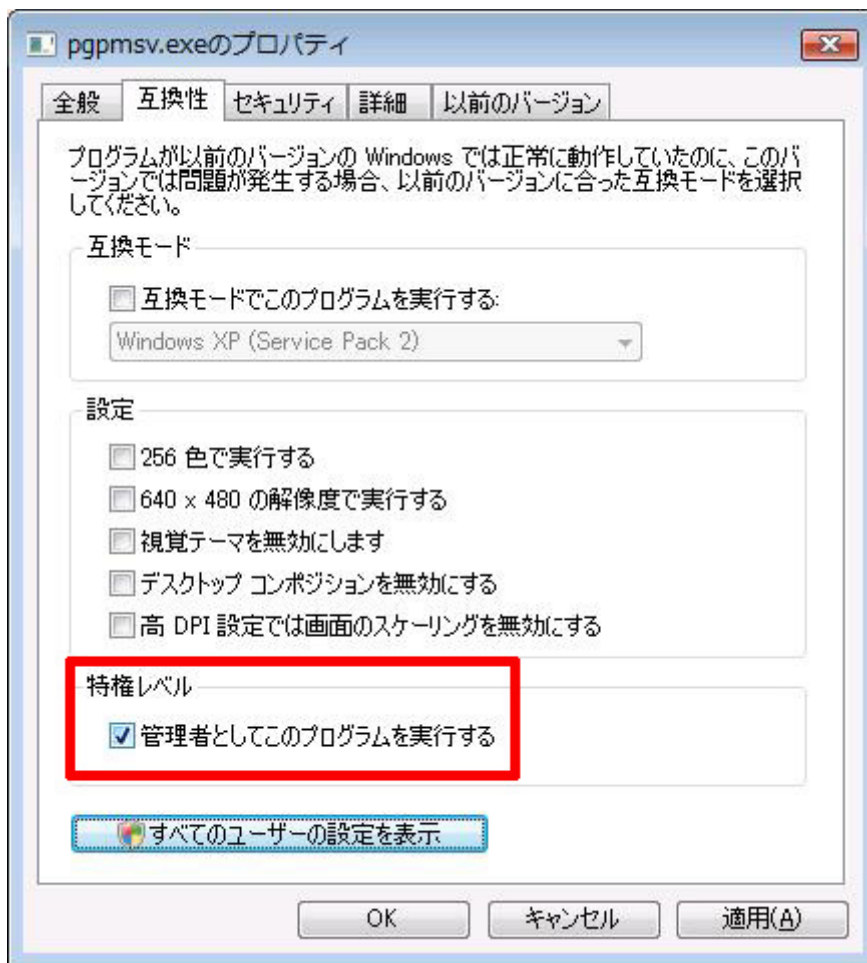 pgpmsv.exeのプロパティ
全般 互換性 セキュリティ 詳細 以前のバージョン
プログラムが以前のバージョンの Windows では正常に動作していたのに、このバ
ージョンでは問題が発生する場合、以前のバージョンに合った互換モードを選択
してください。
互換モード
互換モードでこのプログラムを実行する:
Windows XP (Service Pack 2)
設定
256 色で実行する
640 x 480 の解像度で実行する
視覚テーマを無効にします
デスクトップ コンポジションを無効にする
高 DPI 設定では画面のスケーリングを無効にする
特権レベル
管理者としてこのプログラムを実行する
すべてのユーザーの設定を表示
OK キャンセル 適用(A)